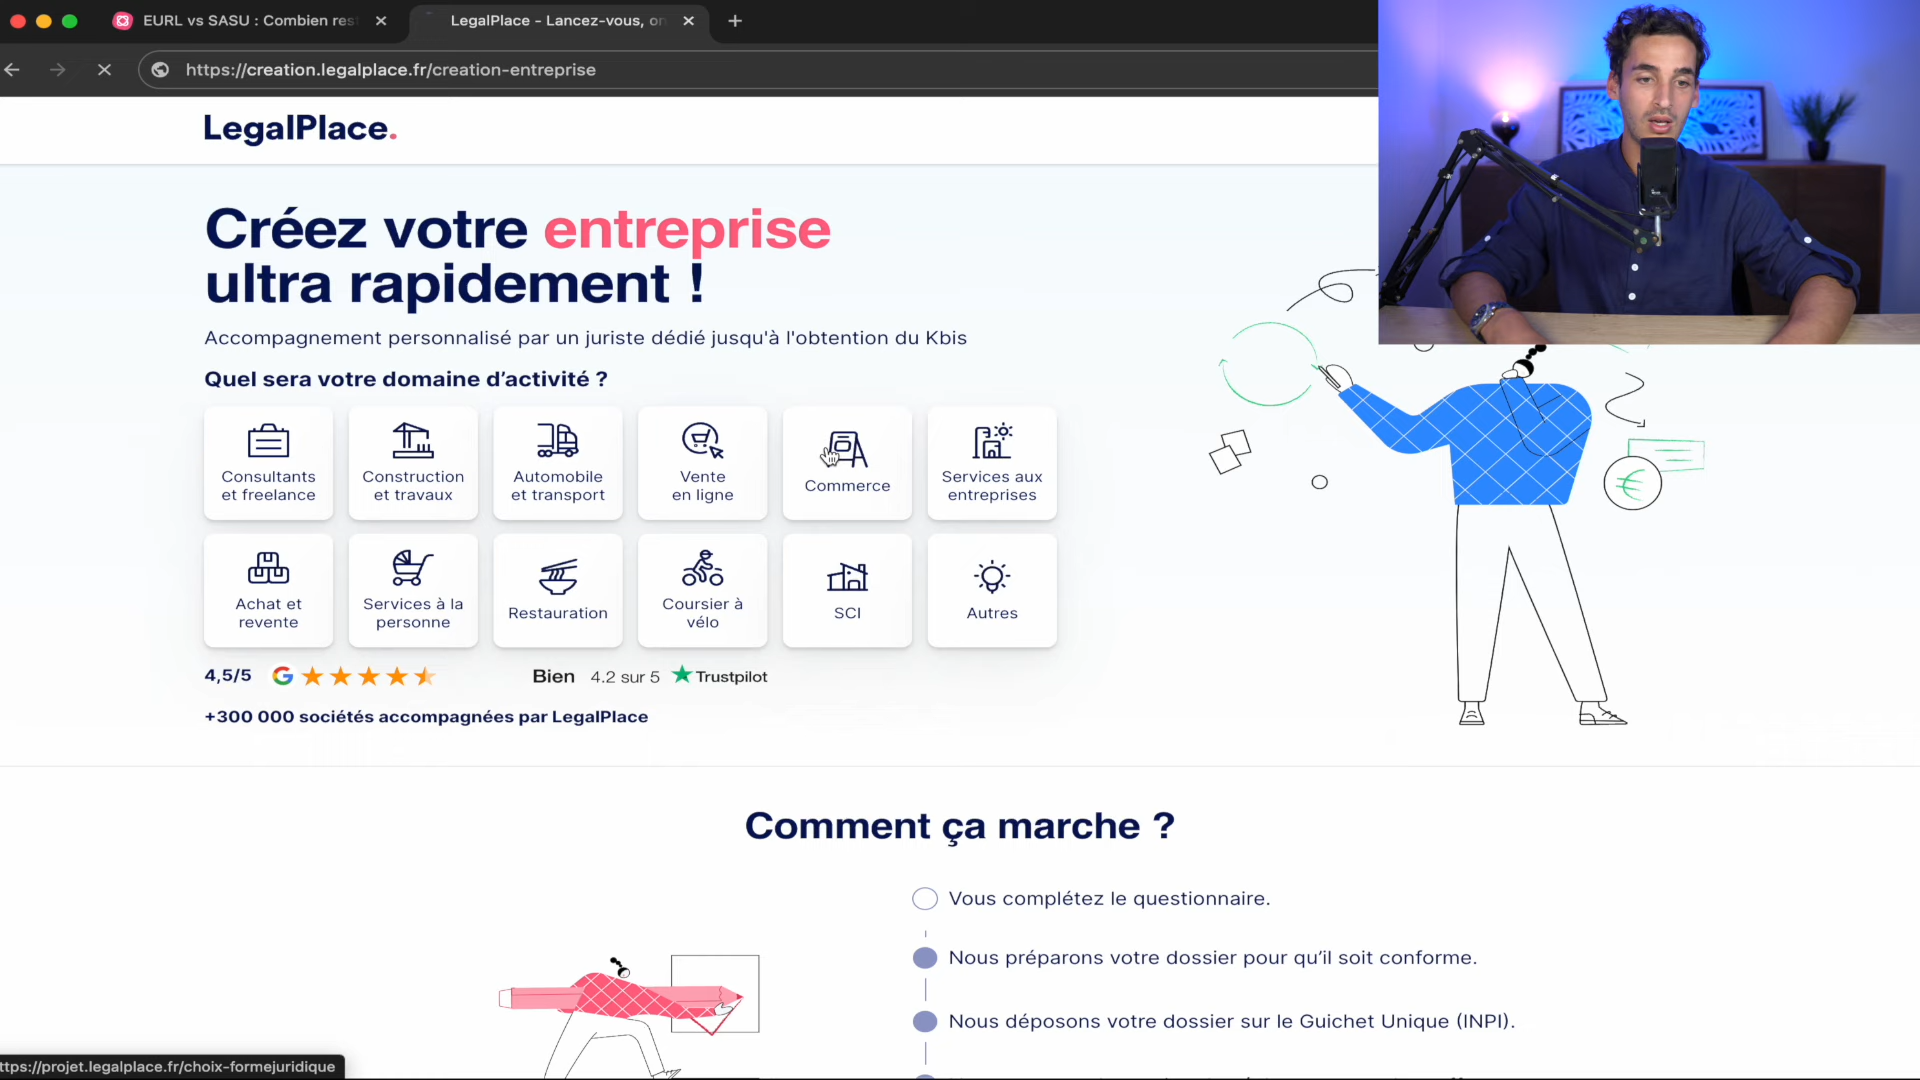 EURL vs SASU : Combien res
LegalPlace - Lancez-vous, on
https://creation.legalplace.fr/creation-entreprise
LegalPlace.
Créez votre entreprise
ultra rapidement !
Accompagnement personnalisé par un juriste dédié jusqu'à l'obtention du Kbis
Quel sera votre domaine d’activité ?
Consultants
et freelance
Construction
et travaux
Automobile
et transport
Vente
en ligne
Commerce
Services aux
entreprises
Achat et
revente
Services à la
personne
Restauration
Coursier à
vélo
SCI
Autres
4,5/5
Bien 4.2 sur 5 Trustpilot
+300 000 sociétés accompagnées par LegalPlace
Comment ça marche ?
Vous complétez le questionnaire.
Nous préparons votre dossier pour qu’il soit conforme.
Nous déposons votre dossier sur le Guichet Unique (INPI).
ttps://projet.legalplace.fr/choix-formejuridique